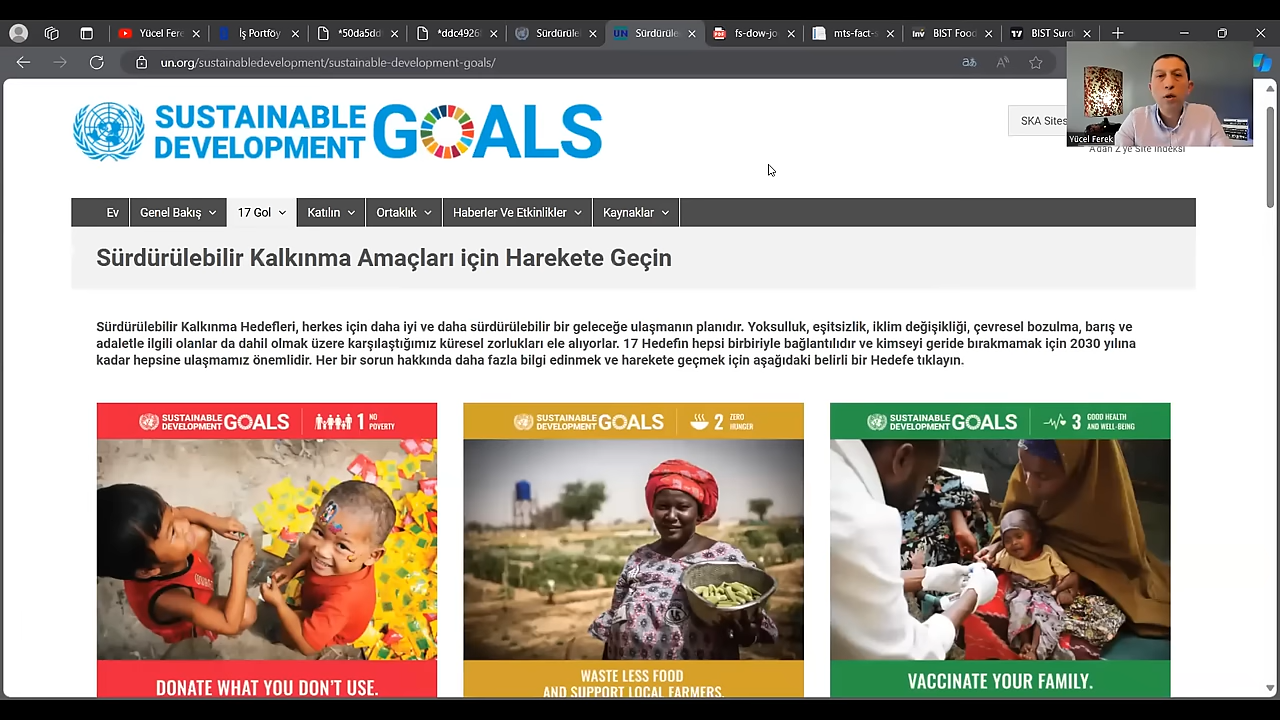 Yücel Fere
İş Portföy
*50da5dd
*ddc4926
Sürdürüle
Sürdürüle
fs-dow-jo
mts-fact-s
BIST Food
BIST Surd
un.org/sustainabledevelopment/sustainable-development-goals/
Yücel Ferek
SUSTAINABLE
DEVELOPMENT
GOALS
SKA Sites
A'dan Z'ye Site İndeksi
Ev
Genel Bakış
17 Gol
Katılın
Ortaklık
Haberler Ve Etkinlikler
Kaynaklar
Sürdürülebilir Kalkınma Amaçları için Harekete Geçin
Sürdürülebilir Kalkınma Hedefleri, herkes için daha iyi ve daha sürdürülebilir bir geleceğe ulaşmanın planıdır. Yoksulluk, eşitsizlik, iklim değişikliği, çevresel bozulma, barış ve
adaletle ilgili olanlar da dahil olmak üzere karşılaştığımız küresel zorlukları ele alıyorlar. 17 Hedefin hepsi birbiriyle bağlantılıdır ve kimseyi geride bırakmamak için 2030 yılına
kadar hepsine ulaşmamız önemlidir. Her bir sorun hakkında daha fazla bilgi edinmek ve harekete geçmek için aşağıdaki belirli bir Hedefe tıklayın.
SUSTAINABLE
DEVELOPMENT
GOALS
1 NO
POVERTY
DONATE WHAT YOU DON'T USE.
SUSTAINABLE
DEVELOPMENT
GOALS
2 ZERO
HUNGER
WASTE LESS FOOD
AND SUPPORT LOCAL FARMERS.
SUSTAINABLE
DEVELOPMENT
GOALS
3 GOOD HEALTH
AND WELL-BEING
VACCINATE YOUR FAMILY.